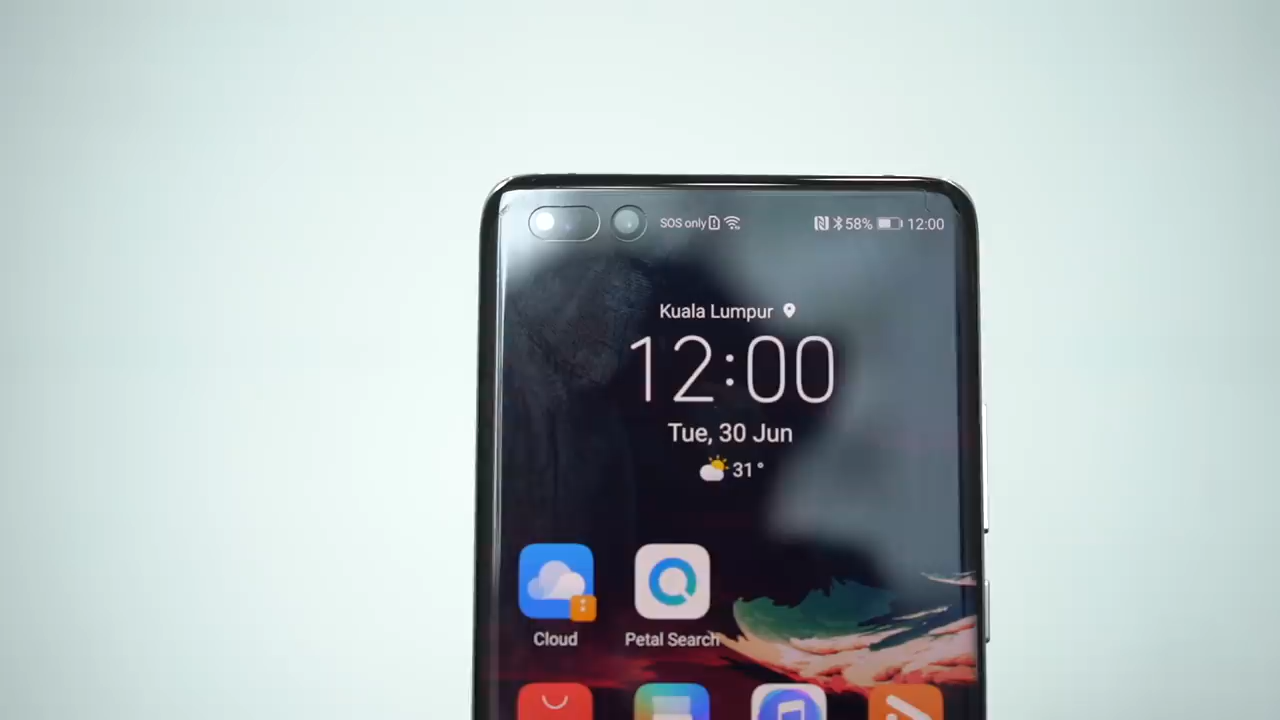 SOS only 58% 12:00
Kuala Lumpur
12:00
Tue, 30 Jun
31°
Cloud Petal Search